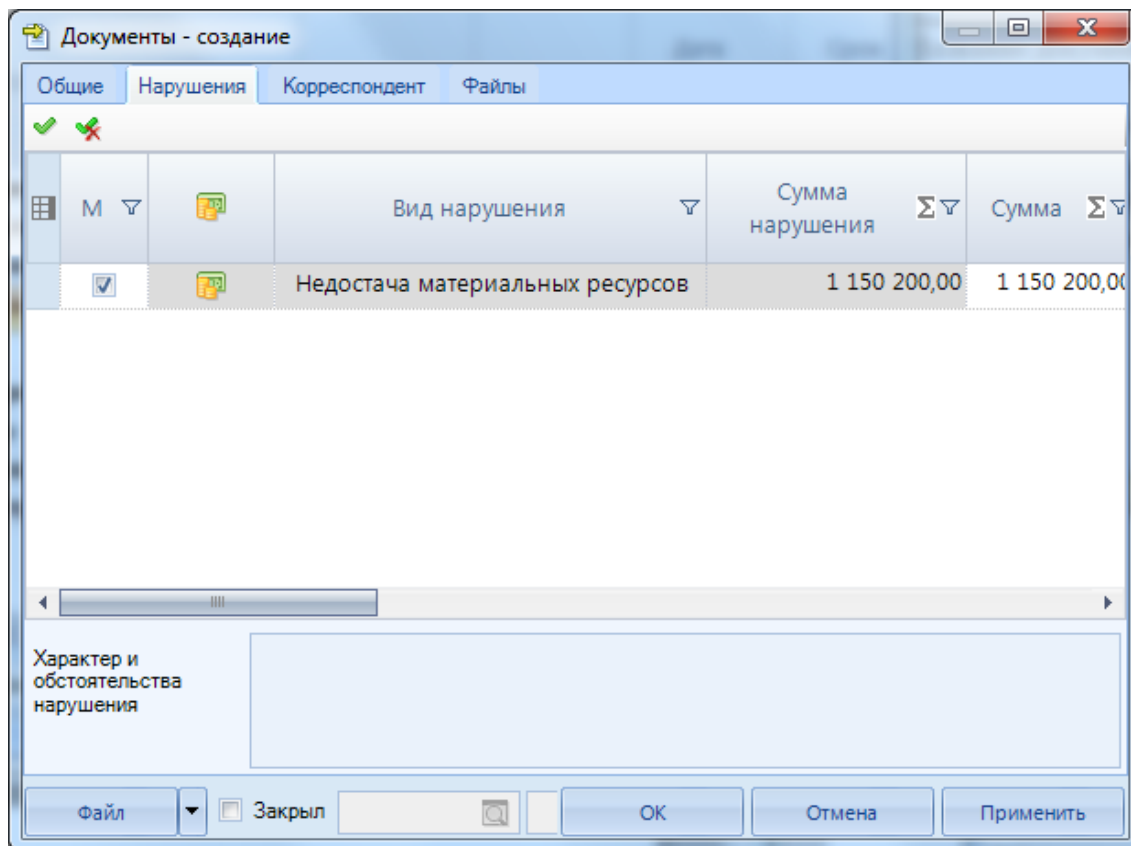 Документы - создание
Общие Нарушения Корреспондент Файлы
М Вид нарушения Сумма нарушения Σ Сумма Σ
Недостача материальных ресурсов 1 150 200,00 1 150 200,00
Характер и
обстоятельства
нарушения
Файл Закрыл ОК Отмена Применить